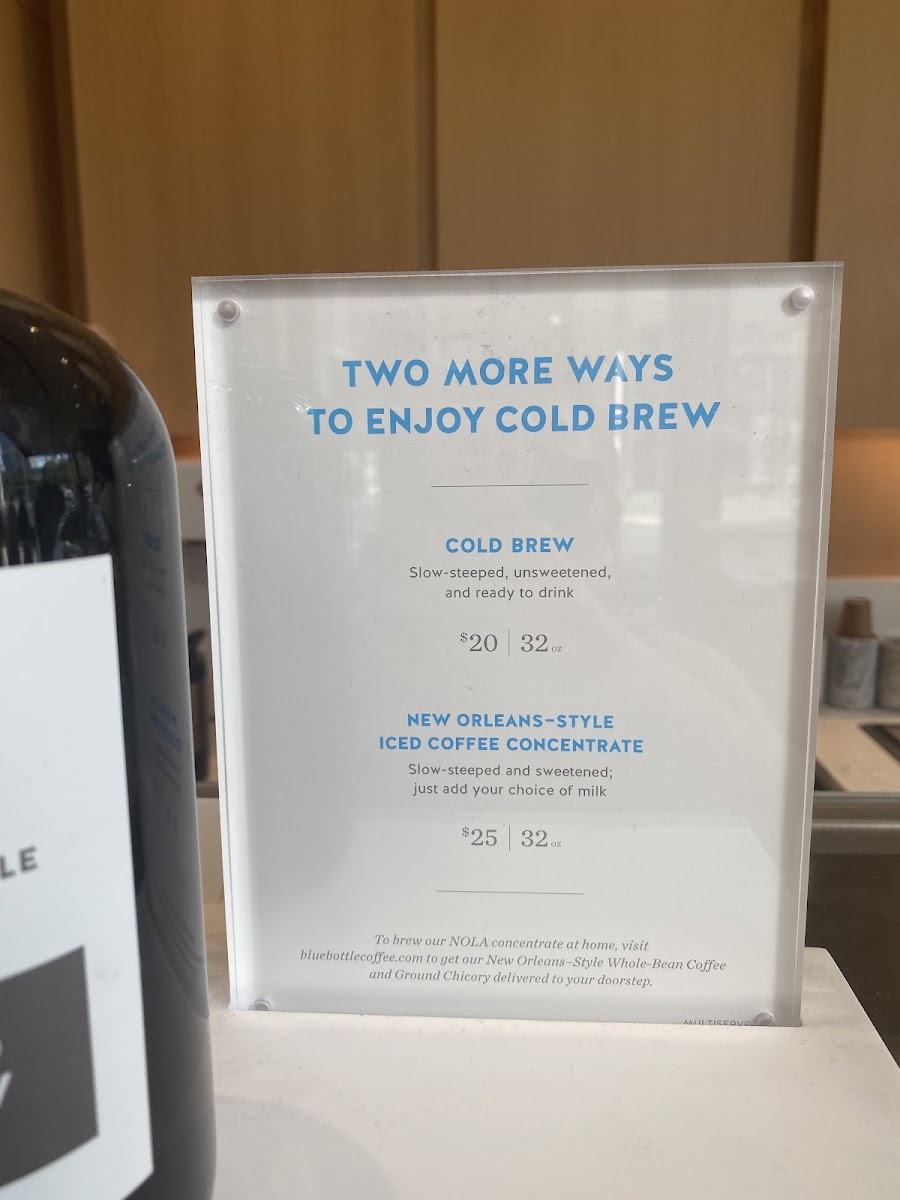 TWO MORE WAYS
TO ENJOY COLD BREW
COLD BREW
Slow-steeped, unsweetened,
and ready to drink
$20 | 32 oz
NEW ORLEANS–STYLE
ICED COFFEE CONCENTRATE
Slow-steeped and sweetened;
just add your choice of milk
$25 | 32 oz
To brew our NOLA concentrate at home, visit
bluebottlecoffee.com to get our New Orleans–Style Whole-Bean Coffee
and Ground Chicory delivered to your doorstep.
MULTISERVE
LE